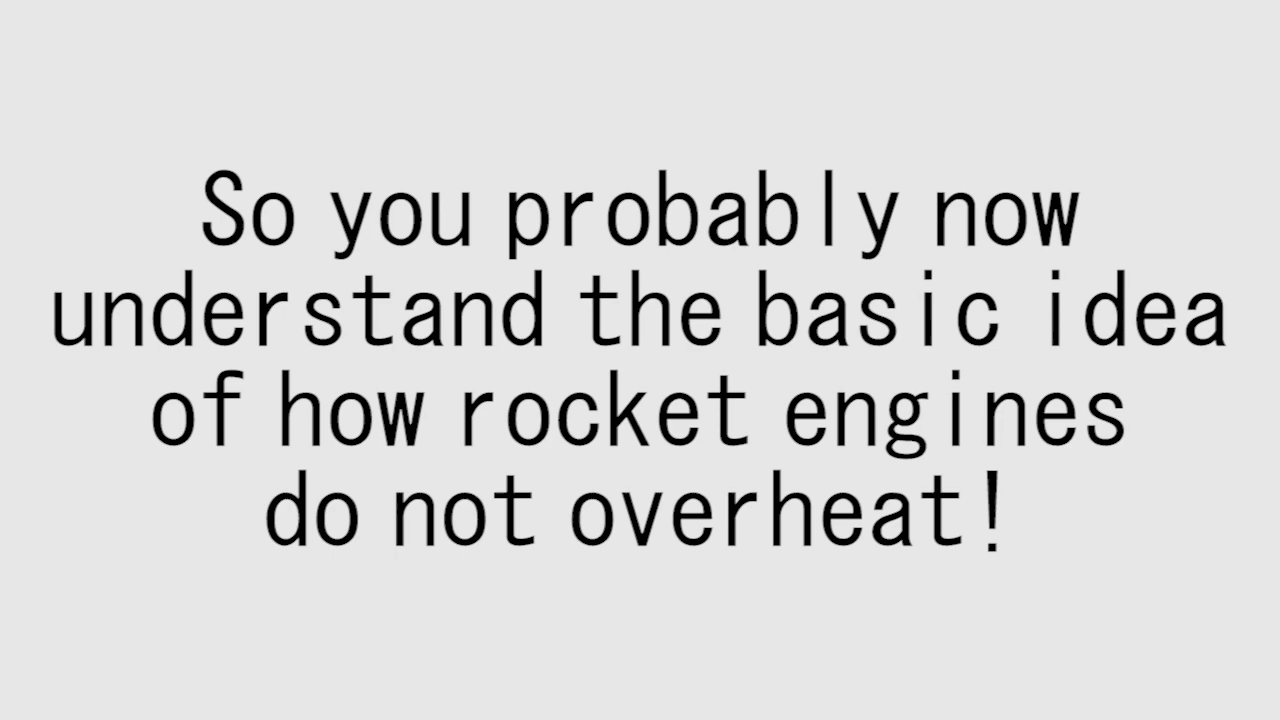 So you probably now
understand the basic idea
of how rocket engines
do not overheat!